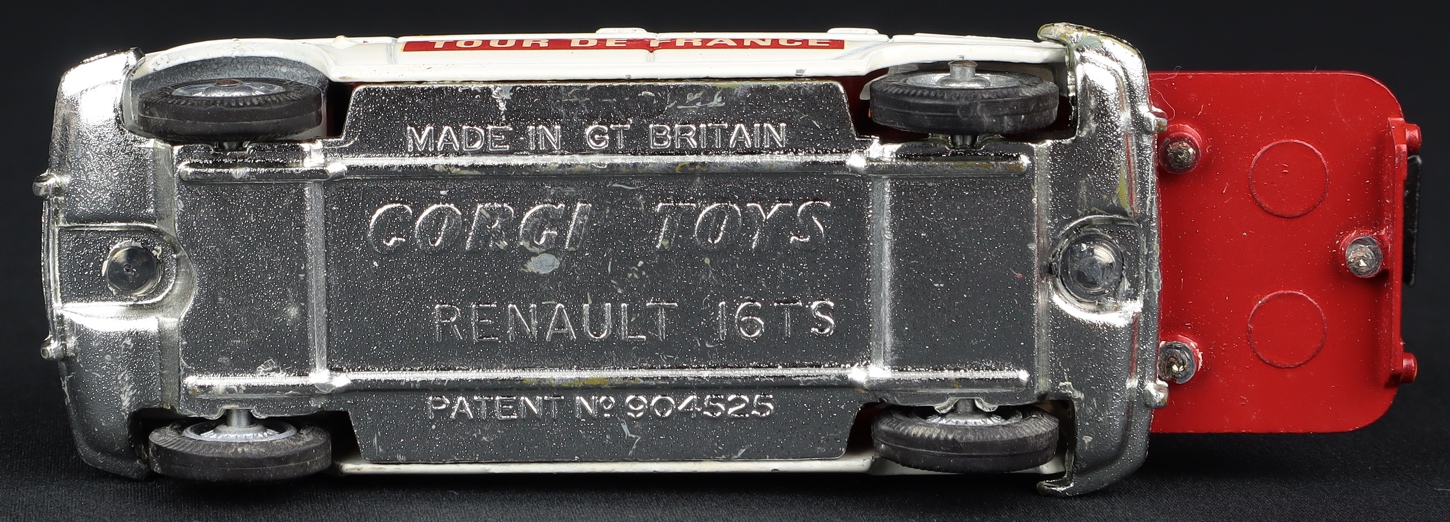 TOUR DE FRANCE
MADE IN GT BRITAIN
CORGI TOYS
RENAULT 16TS
PATENT Nº 904525